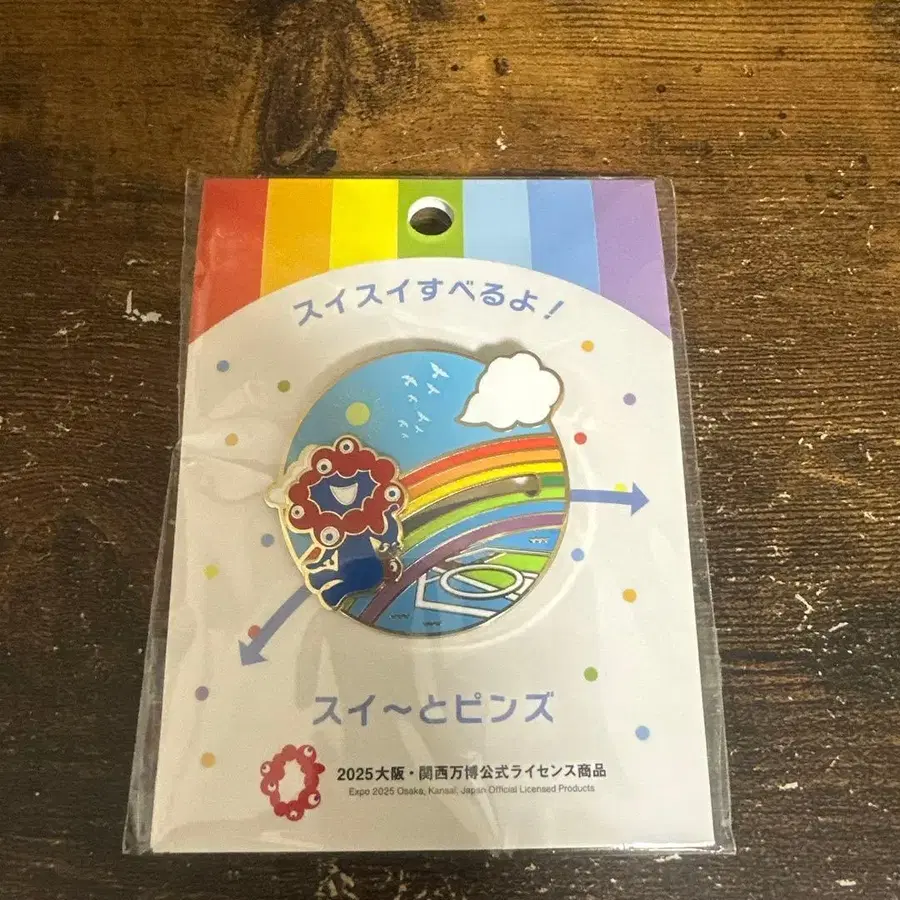 スイスイすべるよ！
スイ～とピンズ
2025大阪・関西万博公式ライセンス商品
Expo 2025 Osaka, Kansai, Japan Official Licensed Products